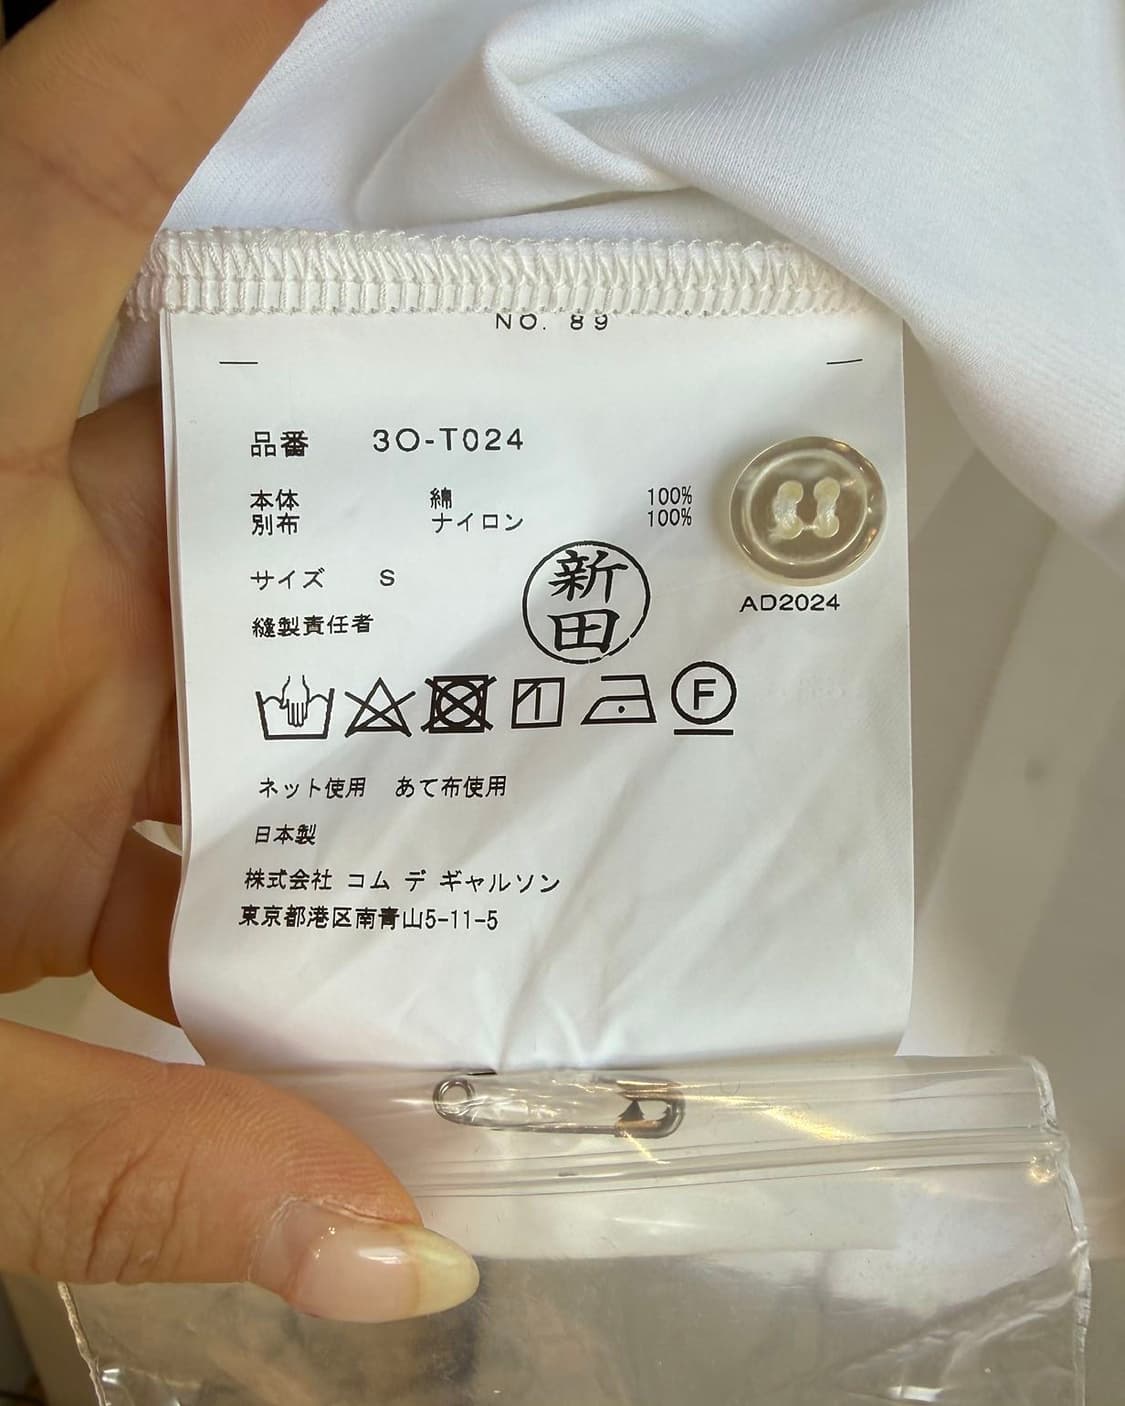 NO. 89
品番 3O-T024
本体 綿 100%
別布 ナイロン 100%
サイズ S
縫製責任者 新田
AD2024
F
ネット使用 あて布使用
日本製
株式会社 コム デ ギャルソン
東京都港区南青山5-11-5